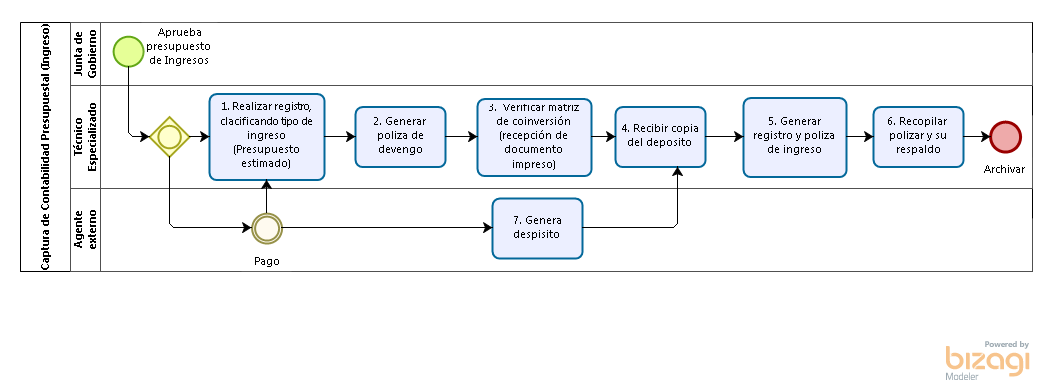 Captura de Contabilidad Presupuestal (Ingreso)
Junta de
Gobierno
Aprueba
presupuesto
de Ingresos
Técnico
Especializado
1. Realizar registro,
clacificando tipo de
ingreso
(Presupuesto
estimado)
2. Generar
poliza de
devengo
3. Verificar matriz
de coinversión
(recepción de
documento
impreso)
4. Recibir copia
del deposito
5. Generar
registro y poliza
de ingreso
6. Recopilar
polizar y su
respaldo
Archivar
Agente
externo
Pago
7. Genera
despisito
Powered by
bizagi
Modeler